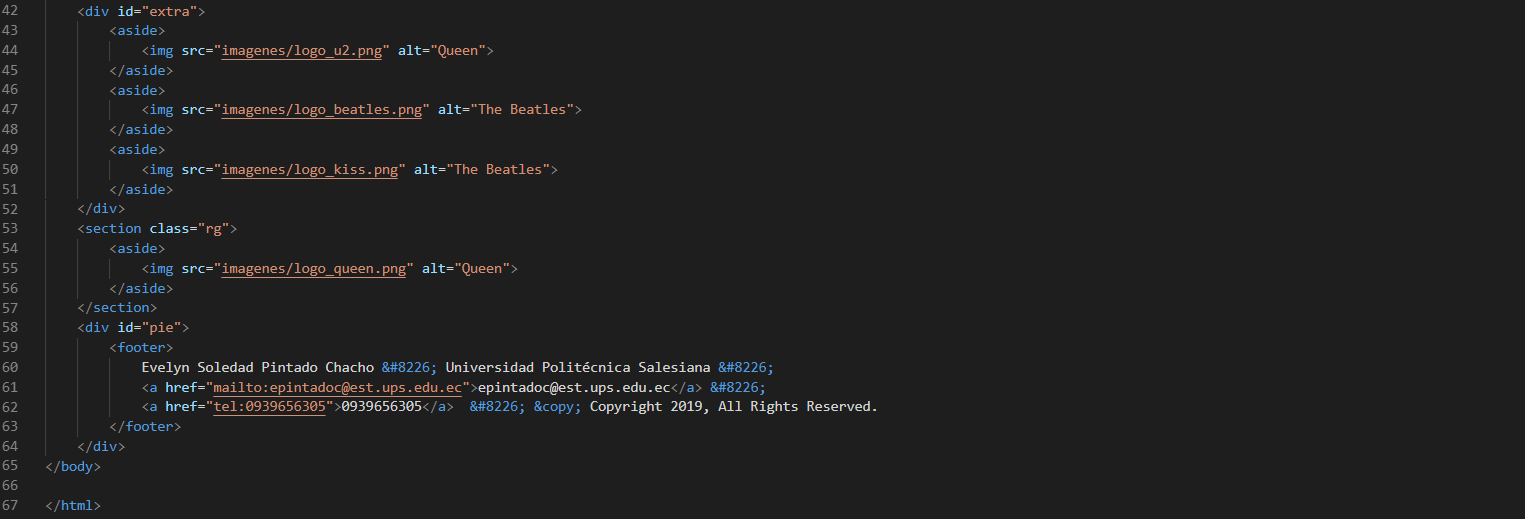 42 <div id="extra">
43 <aside>
44 <img src="imagenes/logo_u2.png" alt="Queen">
45 </aside>
46 <aside>
47 <img src="imagenes/logo_beatles.png" alt="The Beatles">
48 </aside>
49 <aside>
50 <img src="imagenes/logo_kiss.png" alt="The Beatles">
51 </aside>
52 </div>
53 <section class="rg">
54 <aside>
55 <img src="imagenes/logo_queen.png" alt="Queen">
56 </aside>
57 </section>
58 <div id="pie">
59 <footer>
60 Evelyn Soledad Pintado Chacho &#8226; Universidad Politécnica Salesiana &#8226;
61 <a href="mailto:epintadoc@est.ups.edu.ec">epintadoc@est.ups.edu.ec</a> &#8226;
62 <a href="tel:0939656305">0939656305</a>  &#8226; &copy; Copyright 2019, All Rights Reserved.
63 </footer>
64 </div>
65 </body>
66
67 </html>